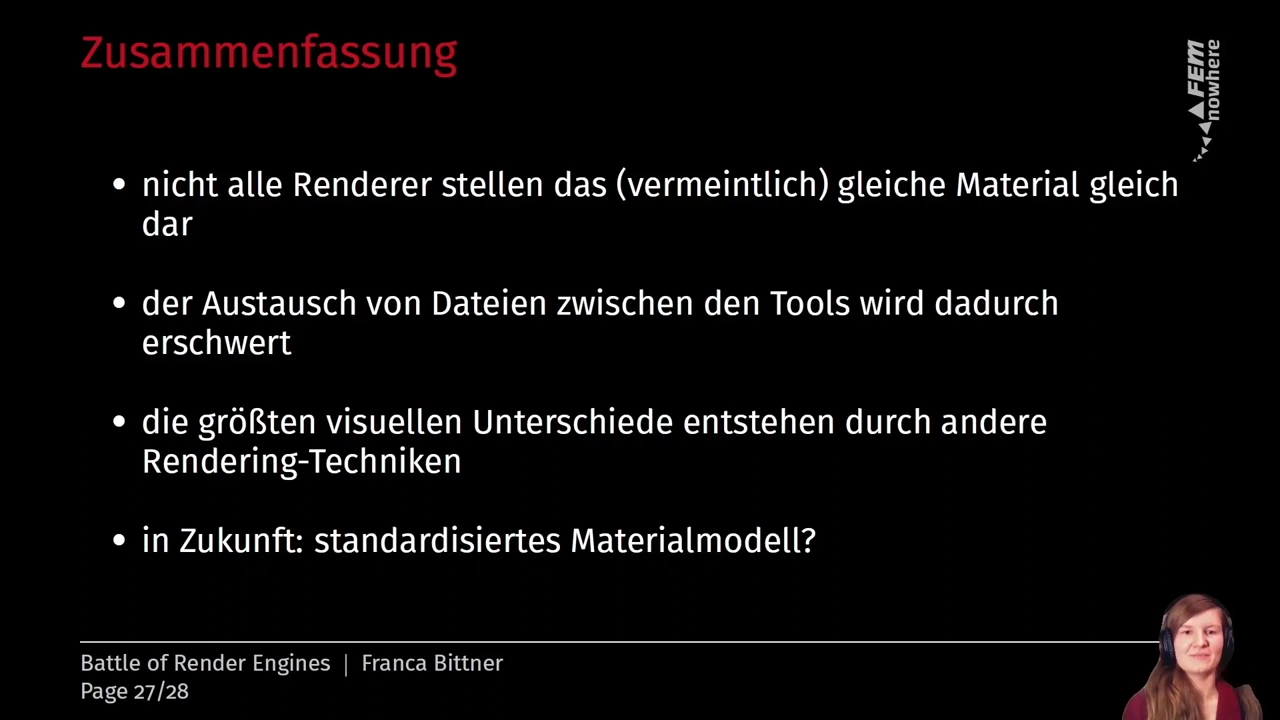 Zusammenfassung
FEM
nowhere
• nicht alle Renderer stellen das (vermeintlich) gleiche Material gleich
dar
• der Austausch von Dateien zwischen den Tools wird dadurch
erschwert
• die größten visuellen Unterschiede entstehen durch andere
Rendering-Techniken
• in Zukunft: standardisiertes Materialmodell?
Battle of Render Engines | Franca Bittner
Page 27/28